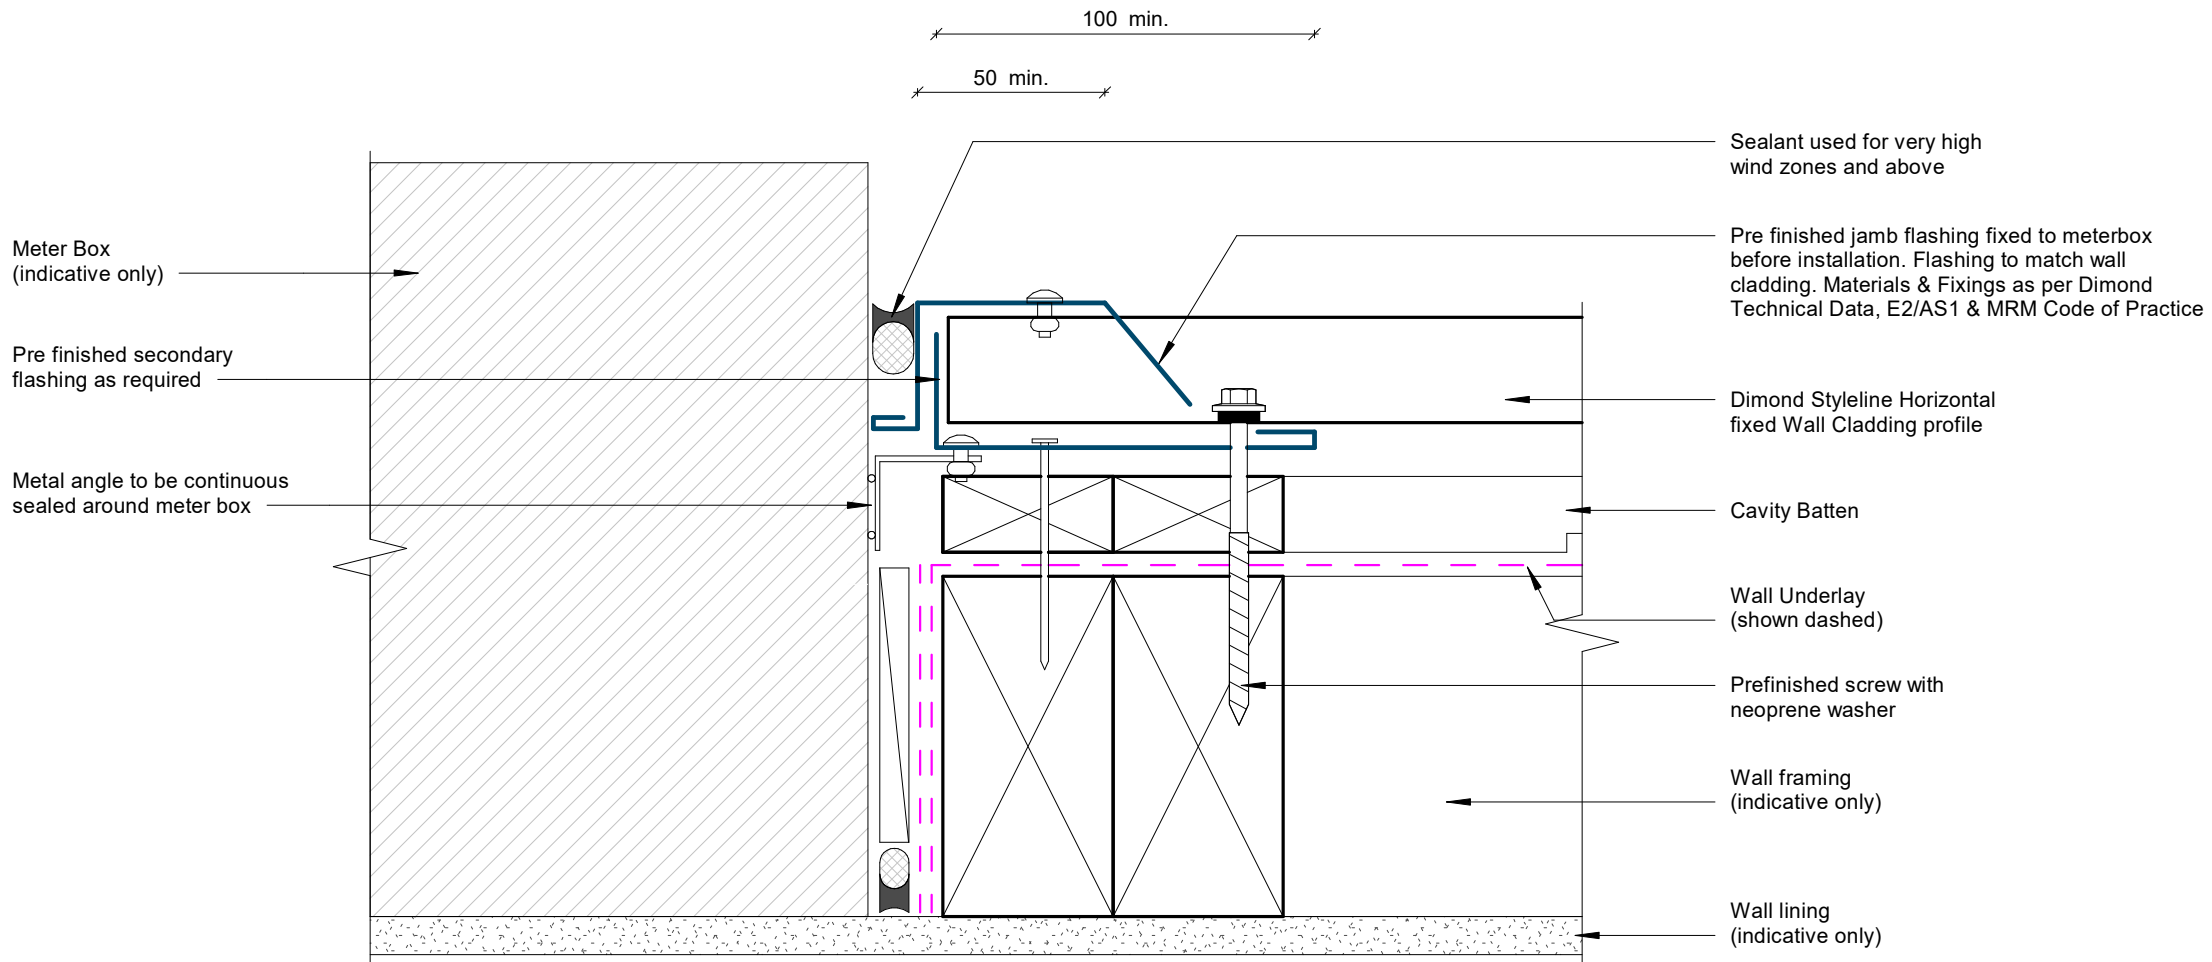 100 min.
50 min.
Sealant used for very high
wind zones and above
Pre finished jamb flashing fixed to meterbox
before installation. Flashing to match wall
cladding. Materials & Fixings as per Dimond
Technical Data, E2/AS1 & MRM Code of Practice
Dimond Styleline Horizontal
fixed Wall Cladding profile
Cavity Batten
Wall Underlay
(shown dashed)
Prefinished screw with
neoprene washer
Wall framing
(indicative only)
Wall lining
(indicative only)
Meter Box
(indicative only)
Pre finished secondary
flashing as required
Metal angle to be continuous
sealed around meter box